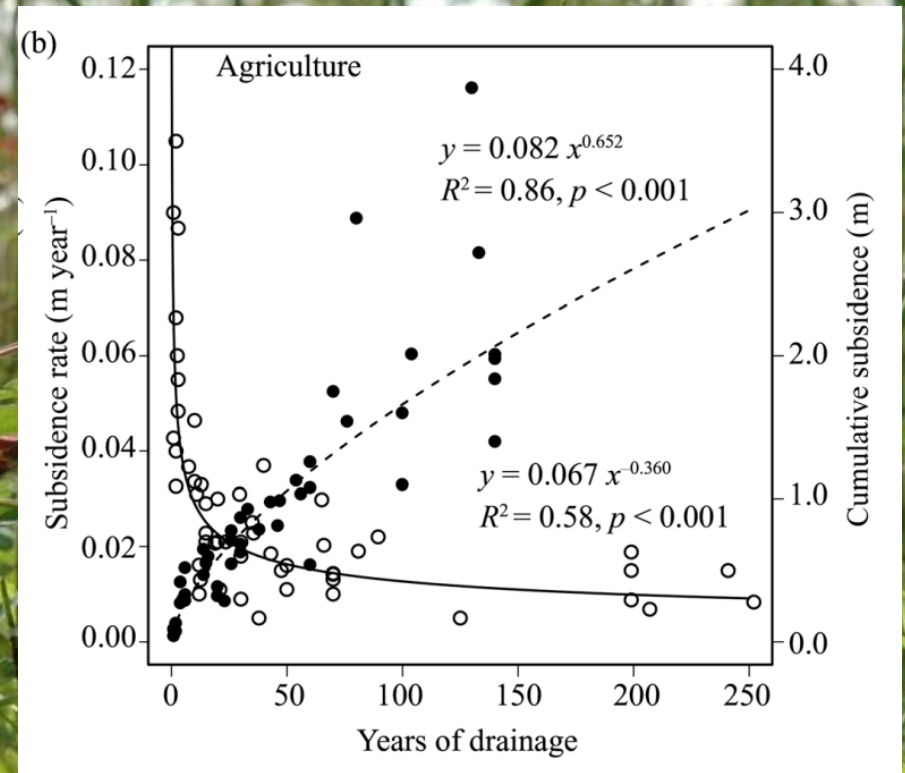 (b)
Agriculture
0.12
0.10
0.08
0.06
0.04
0.02
0.00
Subsidence rate (m year⁻¹)
4.0
3.0
2.0
1.0
0.0
Cumulative subsidence (m)
y = 0.082 x^0.652
R² = 0.86, p < 0.001
y = 0.067 x^−0.360
R² = 0.58, p < 0.001
0 50 100 150 200 250
Years of drainage